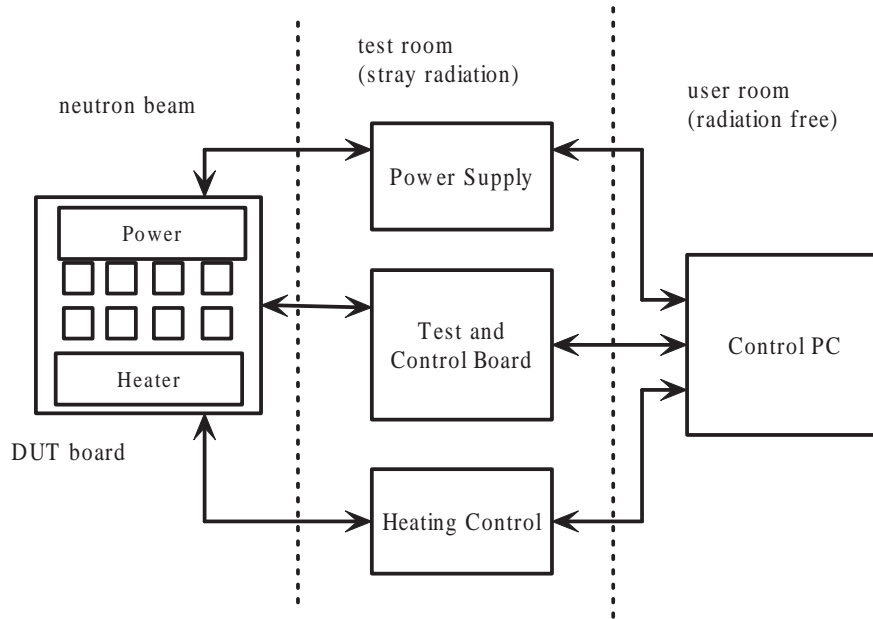 neutron beam
test room
(stray radiation)
user room
(radiation free)
Power Supply
Power
Test and
Control Board
Control PC
Heater
DUT board
Heating Control